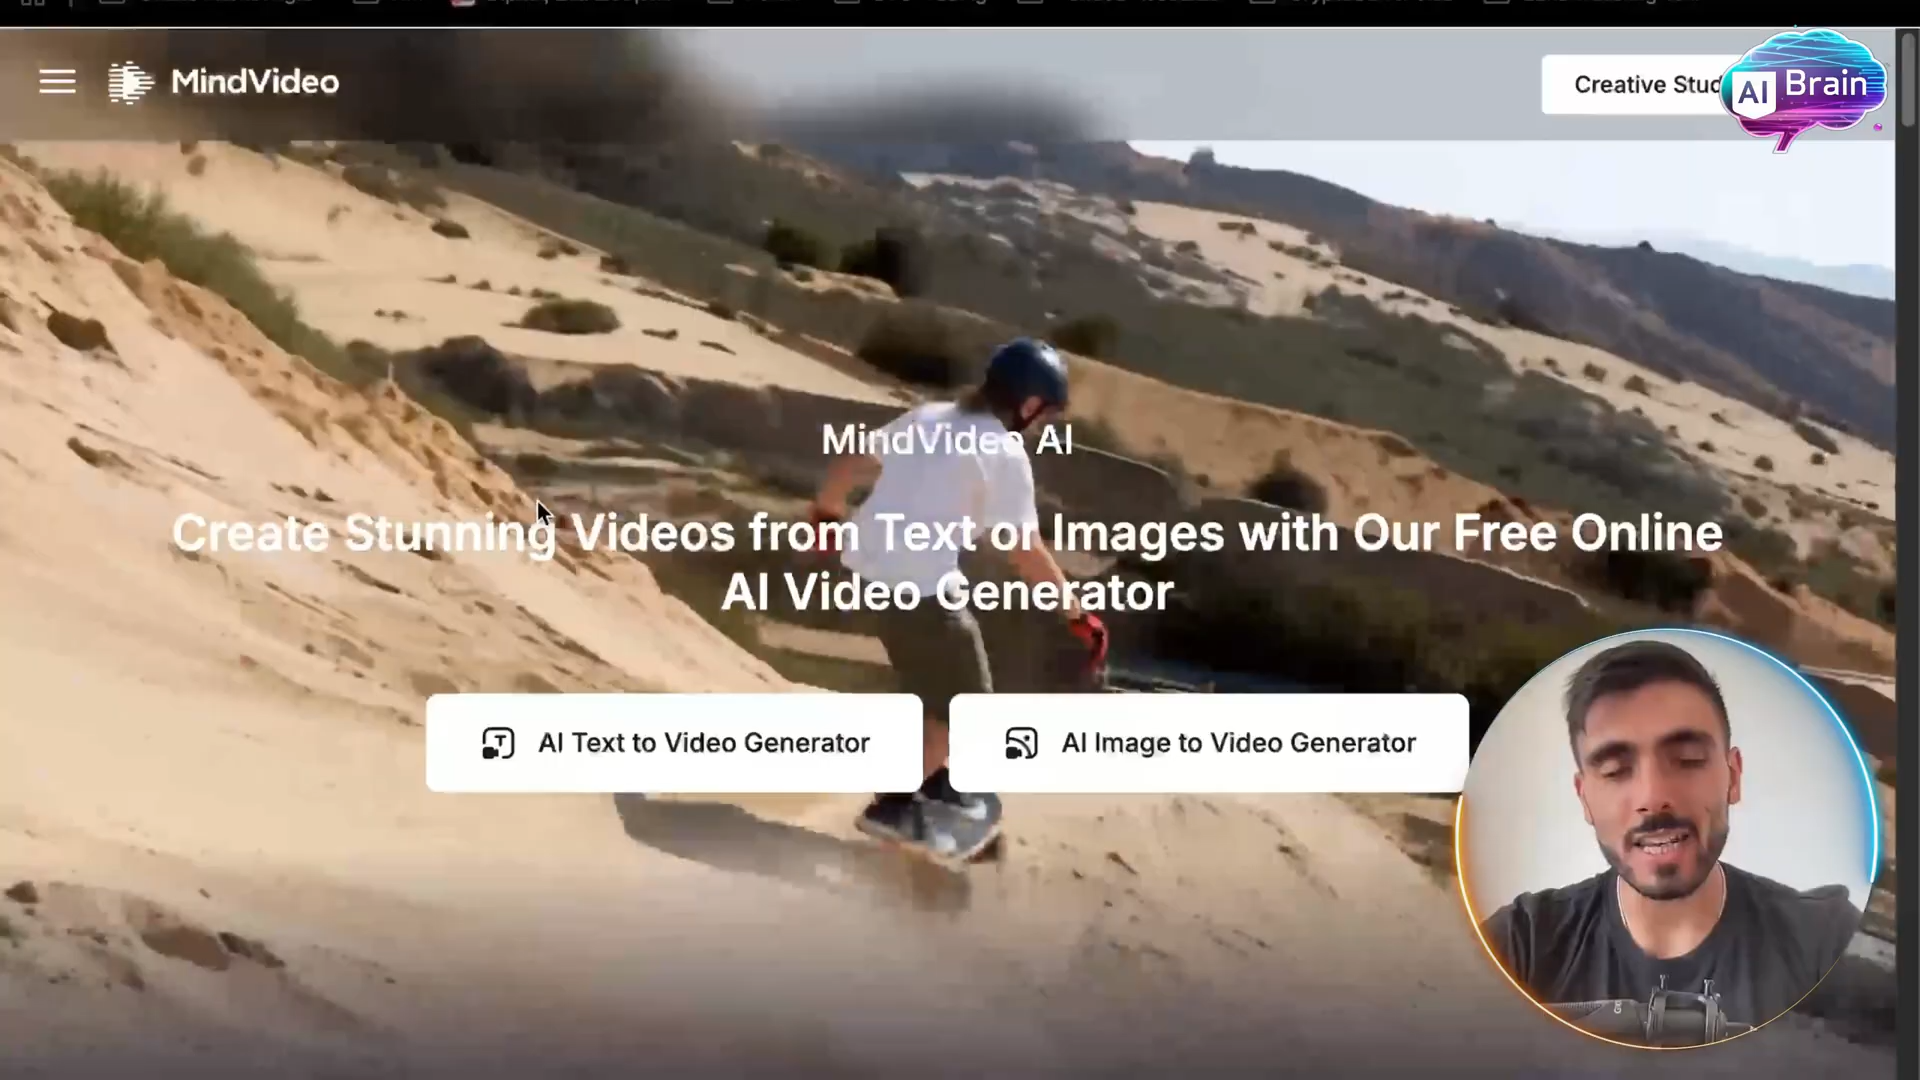 MindVideo
Creative Stud
AI Brain
MindVideo AI
Create Stunning Videos from Text or Images with Our Free Online
AI Video Generator
AI Text to Video Generator
AI Image to Video Generator